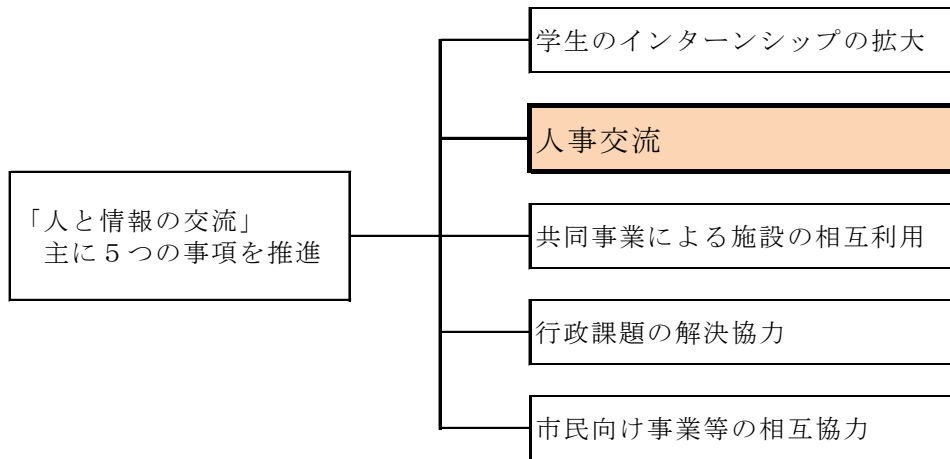 学生のインターンシップの拡大
人事交流
「人と情報の交流」
主に５つの事項を推進
共同事業による施設の相互利用
行政課題の解決協力
市民向け事業等の相互協力